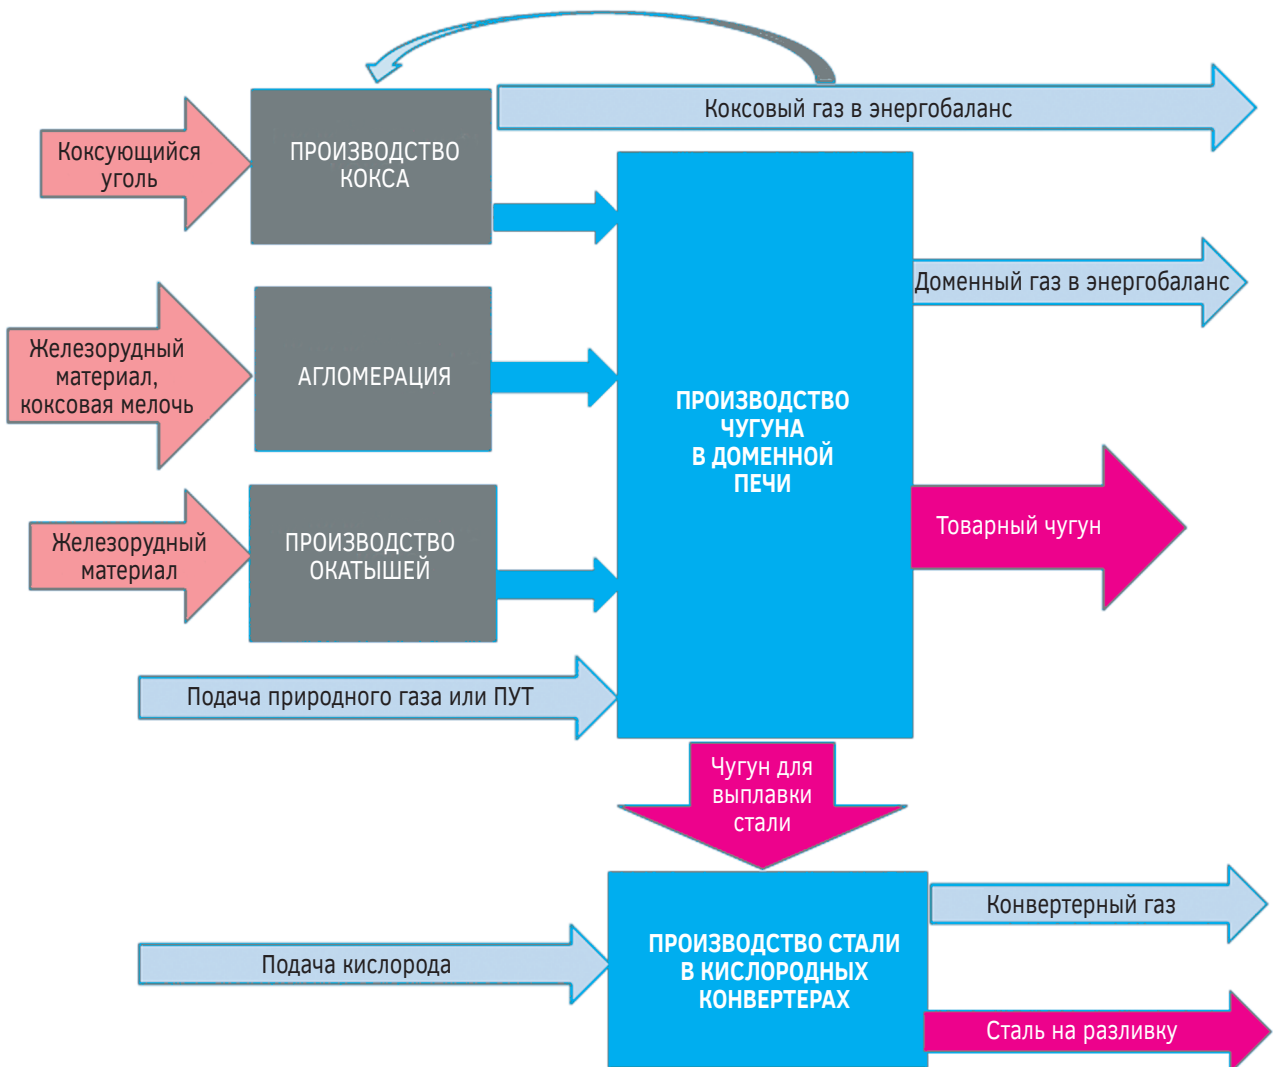 Коксовый газ в энергобаланс
Коксующийся
уголь
ПРОИЗВОДСТВО
КОКСА
Доменный газ в энергобаланс
Железорудный
материал,
коксовая мелочь
АГЛОМЕРАЦИЯ
ПРОИЗВОДСТВО
ЧУГУНА
В ДОМЕННОЙ
ПЕЧИ
Товарный чугун
Железорудный
материал
ПРОИЗВОДСТВО
ОКАТЫШЕЙ
Подача природного газа или ПУТ
Чугун для
выплавки
стали
Конвертерный газ
Подача кислорода
ПРОИЗВОДСТВО СТАЛИ
В КИСЛОРОДНЫХ
КОНВЕРТЕРАХ
Сталь на разливку